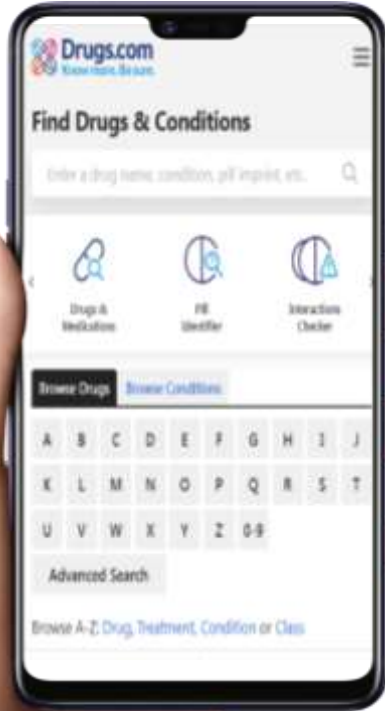 Drugs.com
Know more. Be sure.
Find Drugs & Conditions
Enter a drug name, condition, pill imprint, etc.
Drugs & Medications
Pill Identifier
Interactions Checker
Browse Drugs Browse Conditions
A B C D E F G H I J
K L M N O P Q R S T
U V W X Y Z 0-9
Advanced Search
Browse A-Z: Drug, Treatment, Condition or Class